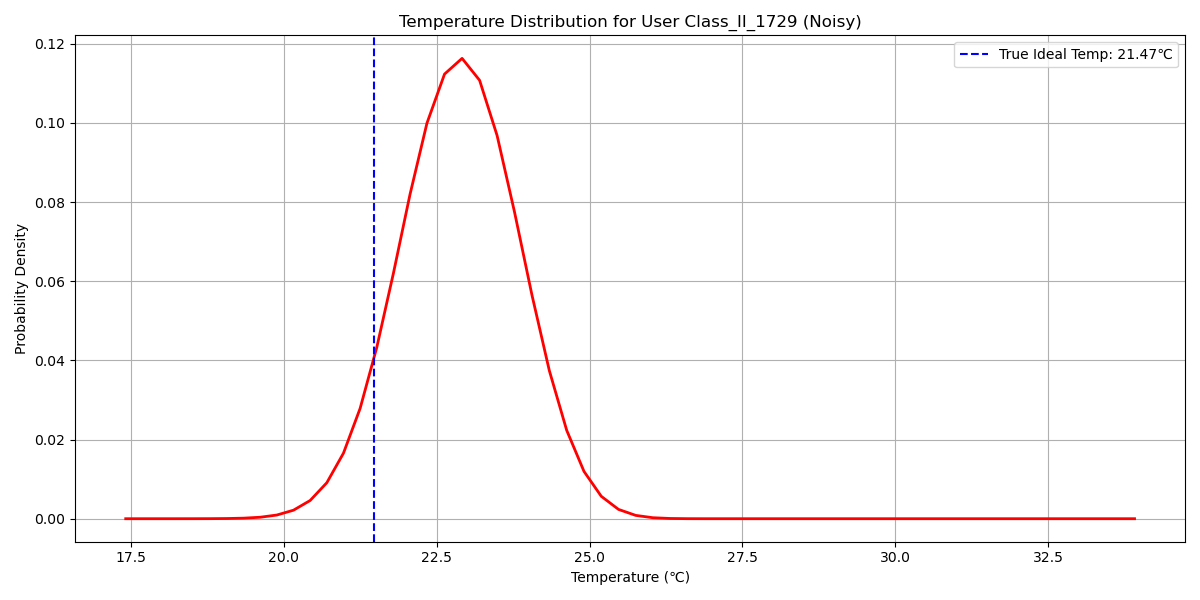 Temperature Distribution for User Class_II_1729 (Noisy)
True Ideal Temp: 21.47℃
Probability Density
0.12
0.10
0.08
0.06
0.04
0.02
0.00
17.5 20.0 22.5 25.0 27.5 30.0 32.5
Temperature (℃)